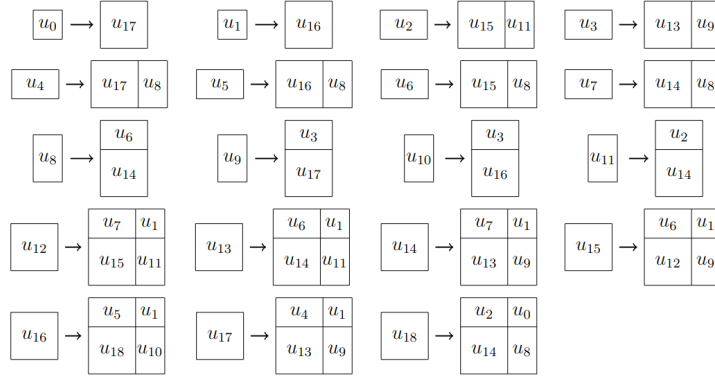 u₀ → u₁₇ u₁ → u₁₆ u₂ → u₁₅ u₁₁ u₃ → u₁₃ u₉
u₄ → u₁₇ u₈ u₅ → u₁₆ u₈ u₆ → u₁₅ u₈ u₇ → u₁₄ u₈
u₆ u₃ u₃ u₂
u₈ → u₉ → u₁₀ → u₁₁ →
u₁₄ u₁₇ u₁₆ u₁₄
u₇ u₁ u₆ u₁ u₇ u₁ u₆ u₁
u₁₂ → u₁₃ → u₁₄ → u₁₅ →
u₁₅ u₁₁ u₁₄ u₁₁ u₁₃ u₉ u₁₂ u₉
u₅ u₁ u₄ u₁ u₂ u₀
u₁₆ → u₁₇ → u₁₈ →
u₁₈ u₁₀ u₁₃ u₉ u₁₄ u₈